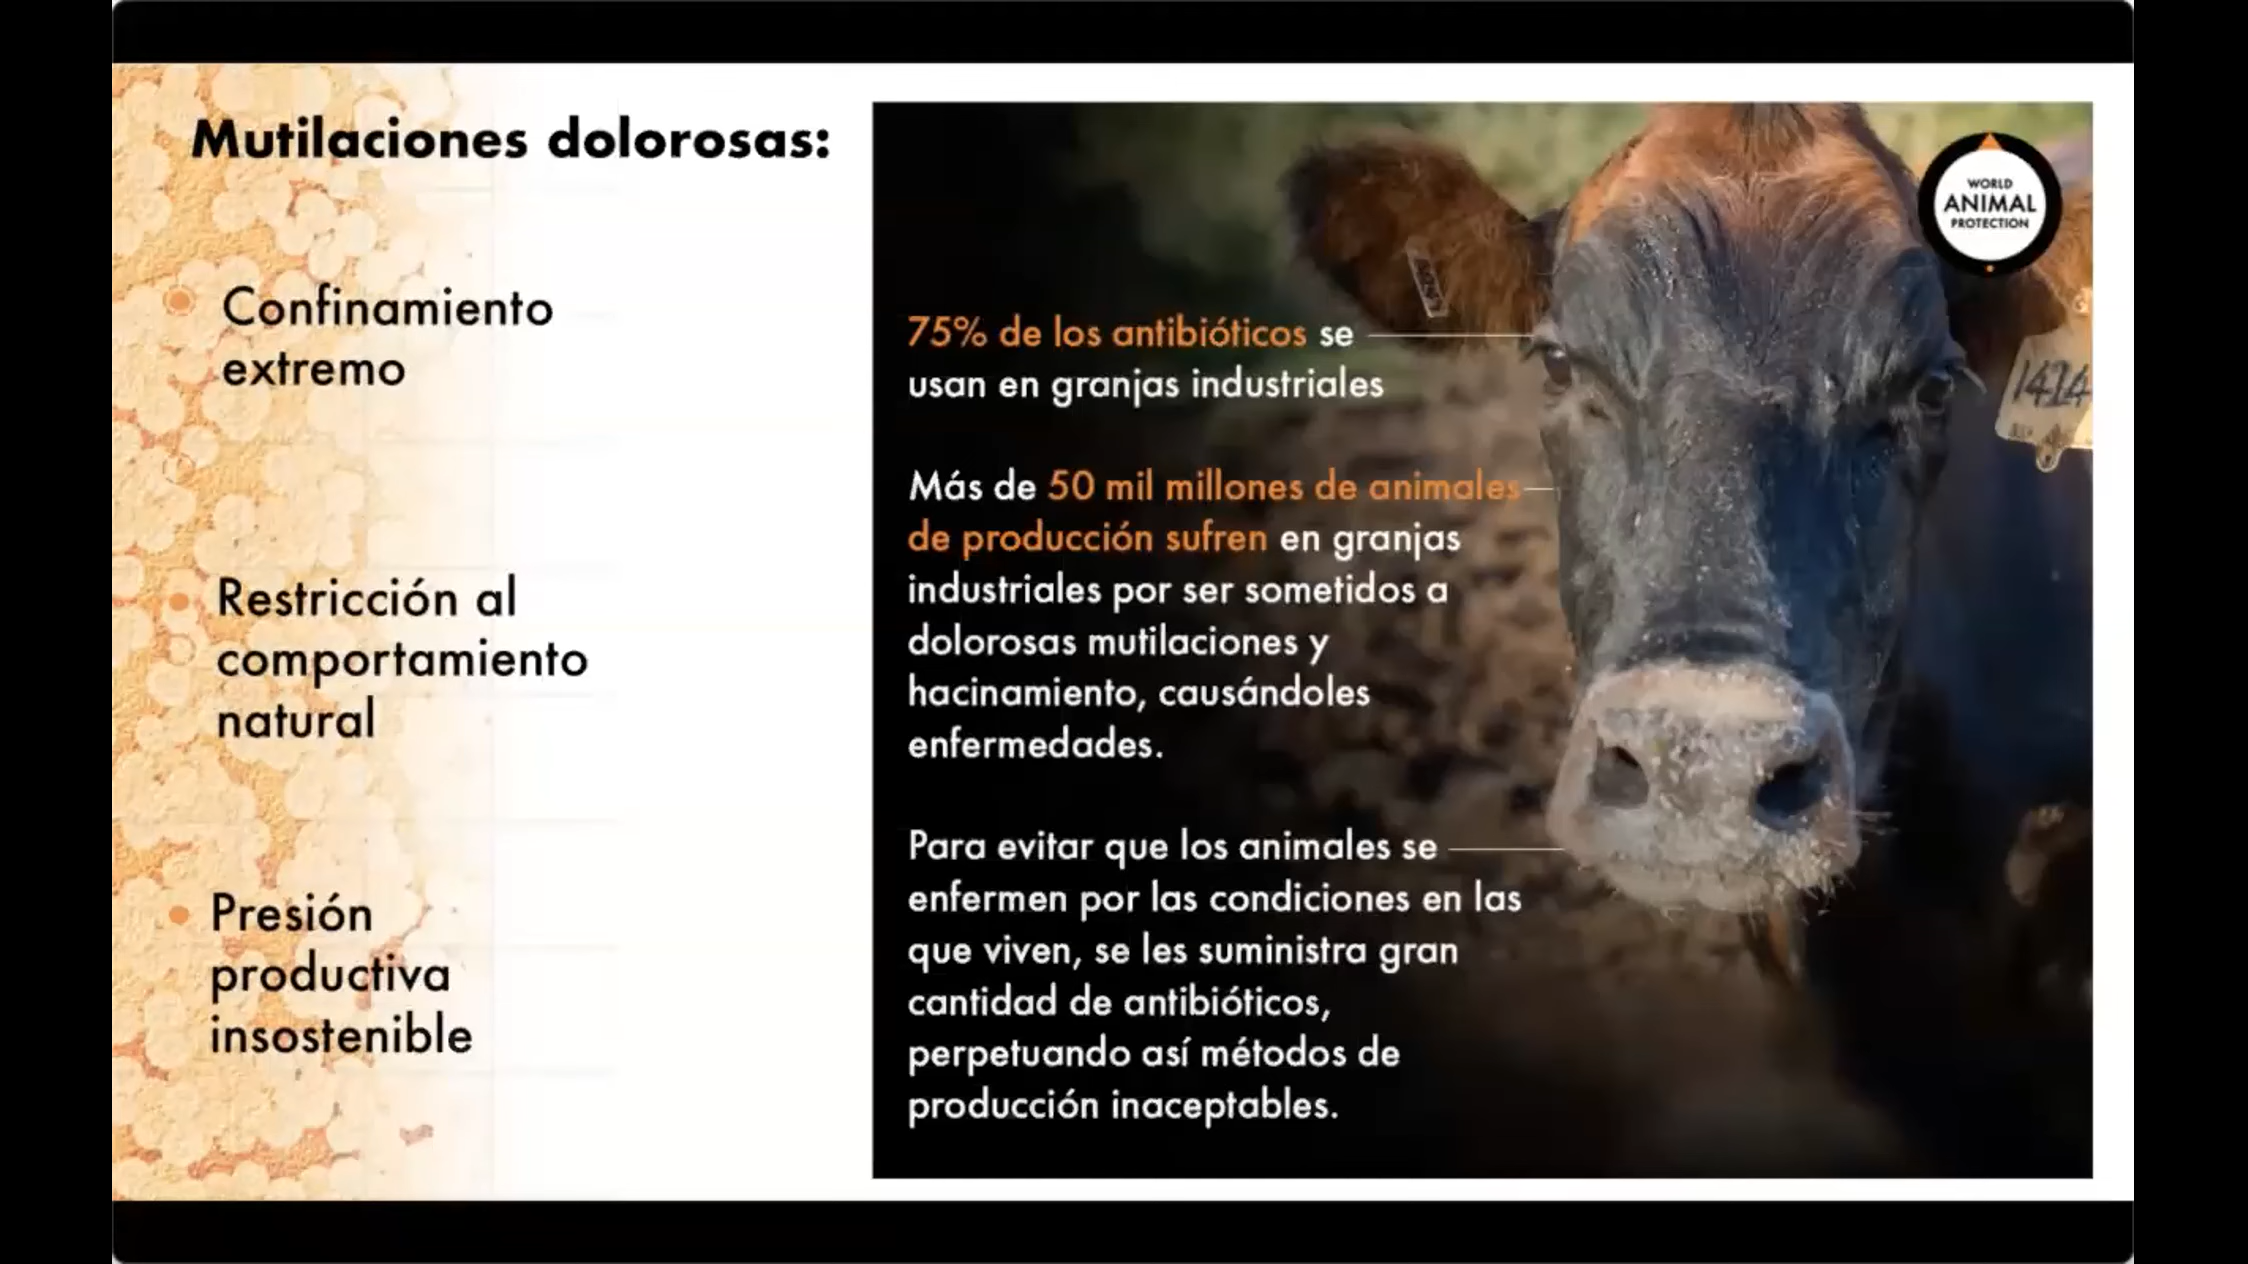 Mutilaciones dolorosas:
Confinamiento
extremo
Restricción al
comportamiento
natural
Presión
productiva
insostenible
75% de los antibióticos se
usan en granjas industriales
Más de 50 mil millones de animales
de producción sufren en granjas
industriales por ser sometidos a
dolorosas mutilaciones y
hacinamiento, causándoles
enfermedades.
Para evitar que los animales se
enfermen por las condiciones en las
que viven, se les suministra gran
cantidad de antibióticos,
perpetuando así métodos de
producción inaceptables.
WORLD
ANIMAL
PROTECTION
1414